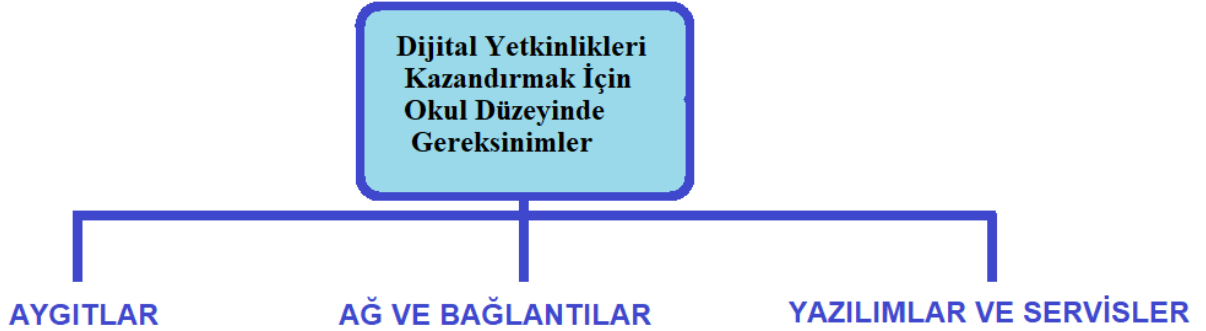 Dijital Yetkinlikleri
Kazandırmak İçin
Okul Düzeyinde
Gereksinimler
AYGITLAR
AĞ VE BAĞLANTILAR
YAZILIMLAR VE SERVİSLER